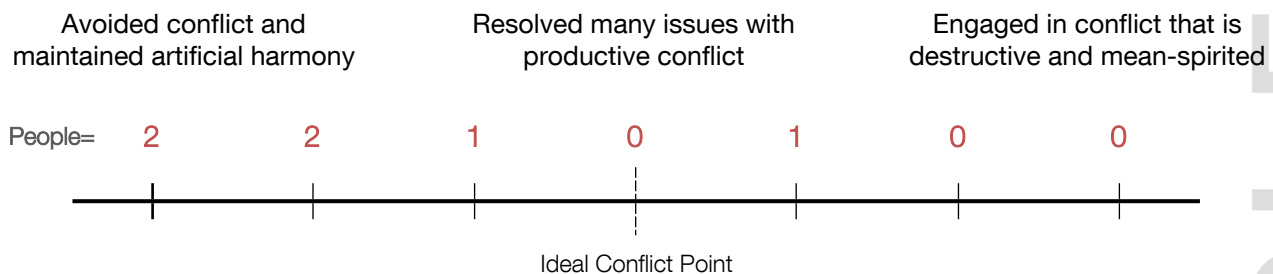 Avoided conflict and
maintained artificial harmony
Resolved many issues with
productive conflict
Engaged in conflict that is
destructive and mean-spirited
People= 2 2 1 0 1 0 0
Ideal Conflict Point